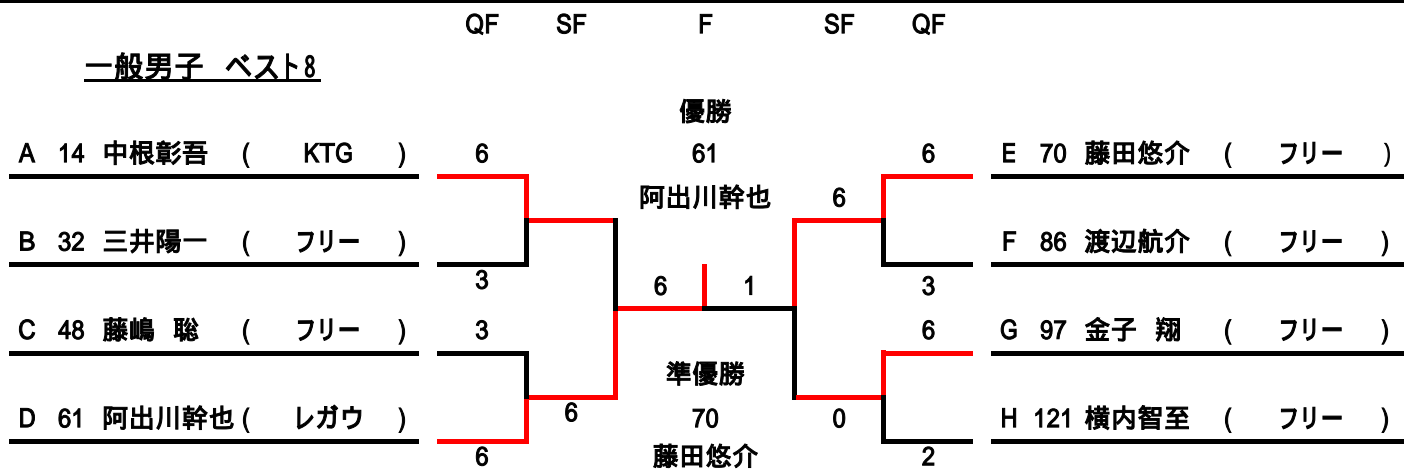 QF SF F SF QF
一般男子 ベスト8
優勝
A 14 中根彰吾 ( KTG ) 6 61 6 E 70 藤田悠介 ( フリー )
阿出川幹也 6
B 32 三井陽一 ( フリー ) F 86 渡辺航介 ( フリー )
3 6 1 3
C 48 藤嶋 聡 ( フリー ) 3 6 G 97 金子 翔 ( フリー )
準優勝
D 61 阿出川幹也 ( レガウ ) 6 70 0 H 121 横内智至 ( フリー )
6 藤田悠介 2